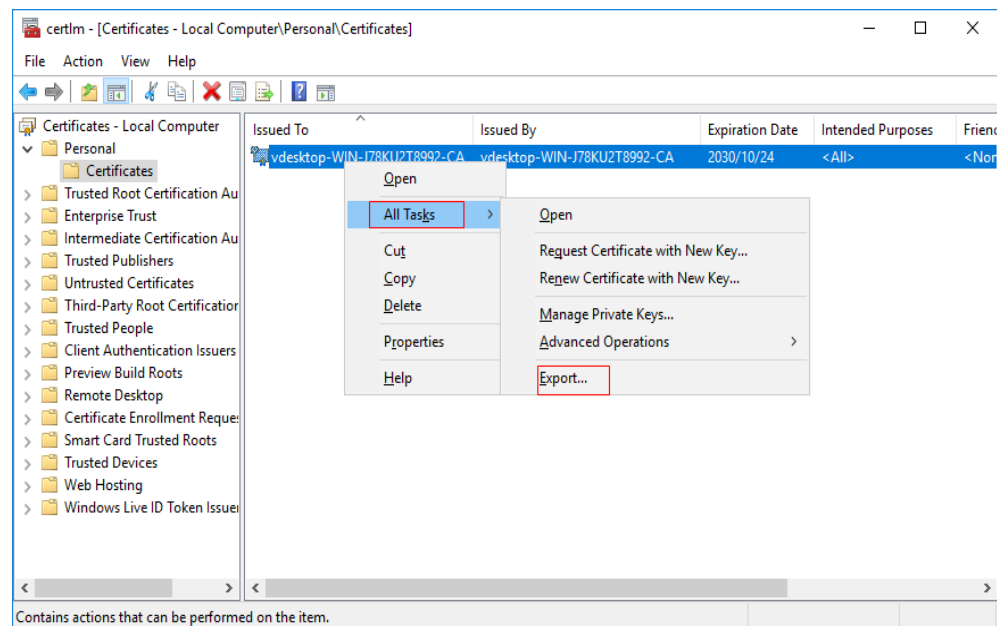 certlm - [Certificates - Local Computer\Personal\Certificates]
File Action View Help
Certificates - Local Computer
Personal
Certificates
Trusted Root Certification Au
Enterprise Trust
Intermediate Certification Au
Trusted Publishers
Untrusted Certificates
Third-Party Root Certification
Trusted People
Client Authentication Issuers
Preview Build Roots
Remote Desktop
Certificate Enrollment Reques
Smart Card Trusted Roots
Trusted Devices
Web Hosting
Windows Live ID Token Issuer
Issued To Issued By Expiration Date Intended Purposes Friend
vdesktop-WIN-J78KU2T8992-CA vdesktop-WIN-J78KU2T8992-CA 2030/10/24 <All> <Nor
Open
All Tasks
Cut
Copy
Delete
Properties
Help
Open
Request Certificate with New Key...
Renew Certificate with New Key...
Manage Private Keys...
Advanced Operations
Export...
Contains actions that can be performed on the item.